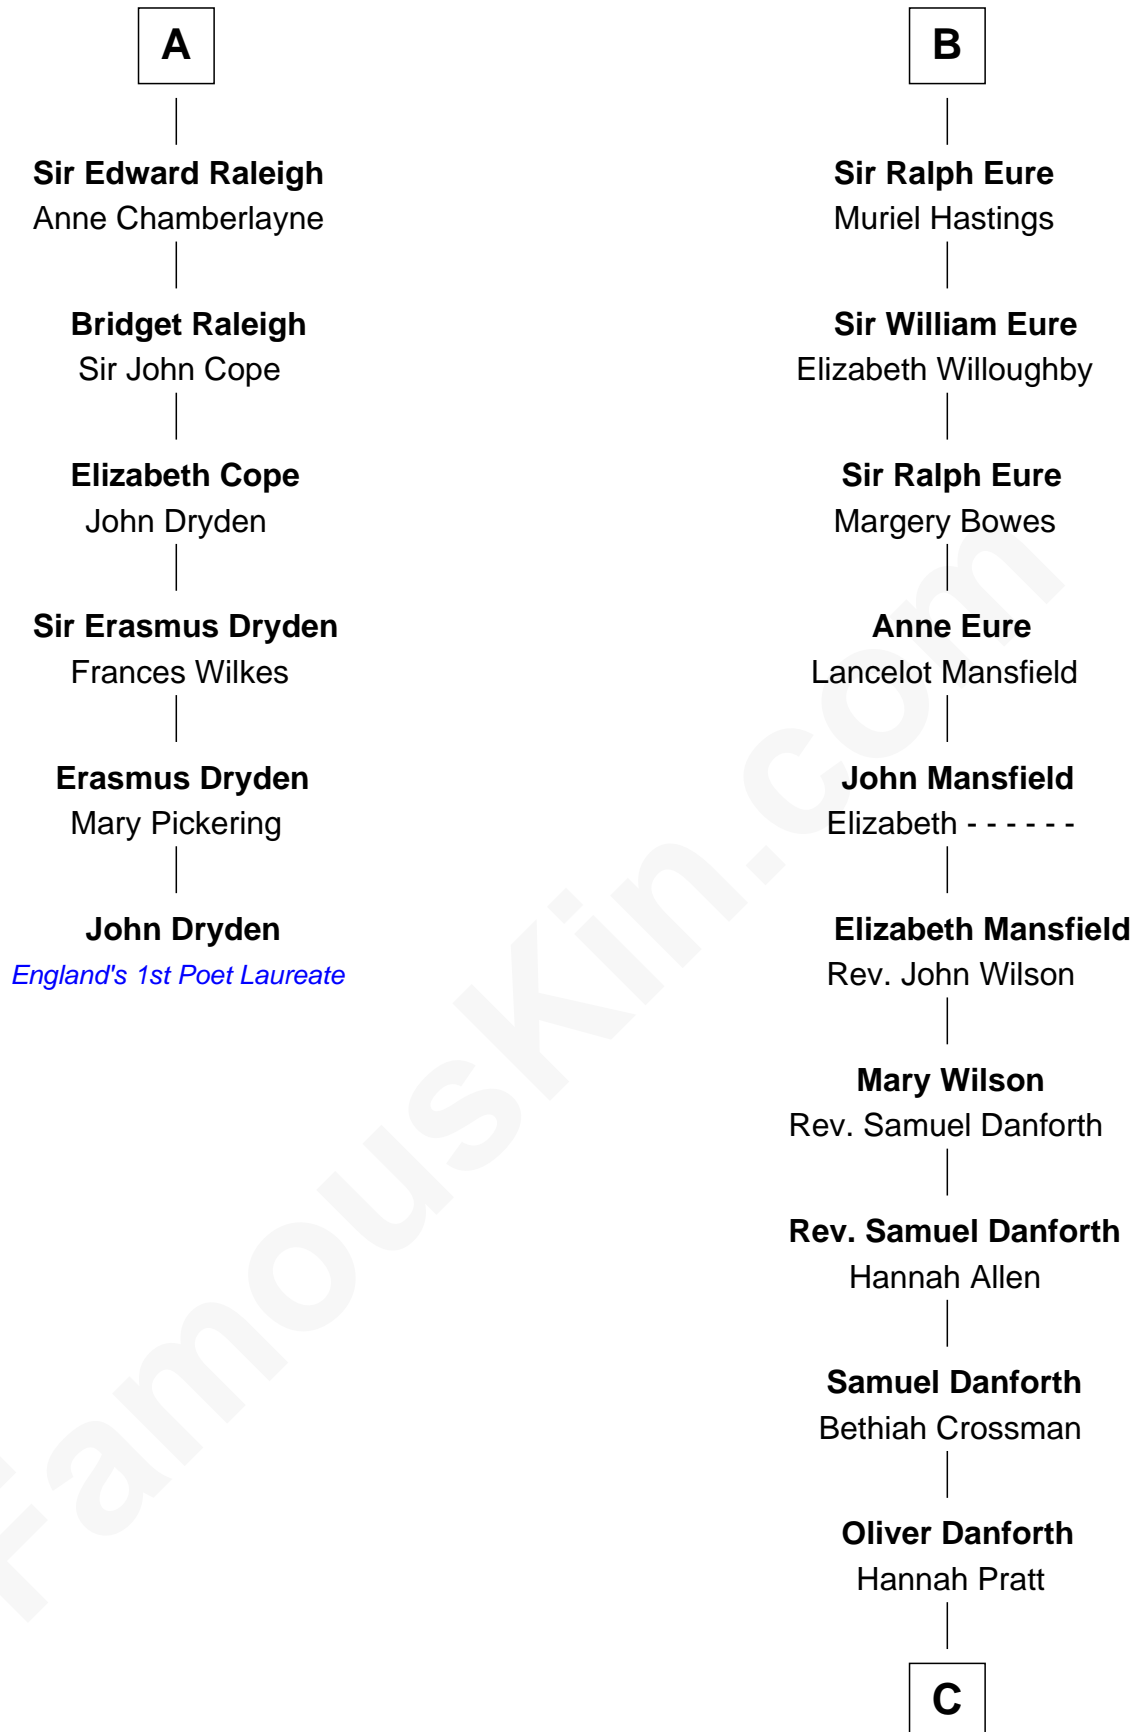 A
Sir Edward Raleigh
Anne Chamberlayne
Bridget Raleigh
Sir John Cope
Elizabeth Cope
John Dryden
Sir Erasmus Dryden
Frances Wilkes
Erasmus Dryden
Mary Pickering
John Dryden
England's 1st Poet Laureate
B
Sir Ralph Eure
Muriel Hastings
Sir William Eure
Elizabeth Willoughby
Sir Ralph Eure
Margery Bowes
Anne Eure
Lancelot Mansfield
John Mansfield
Elizabeth - - - - - -
Elizabeth Mansfield
Rev. John Wilson
Mary Wilson
Rev. Samuel Danforth
Rev. Samuel Danforth
Hannah Allen
Samuel Danforth
Bethiah Crossman
Oliver Danforth
Hannah Pratt
C
FamousKin.com